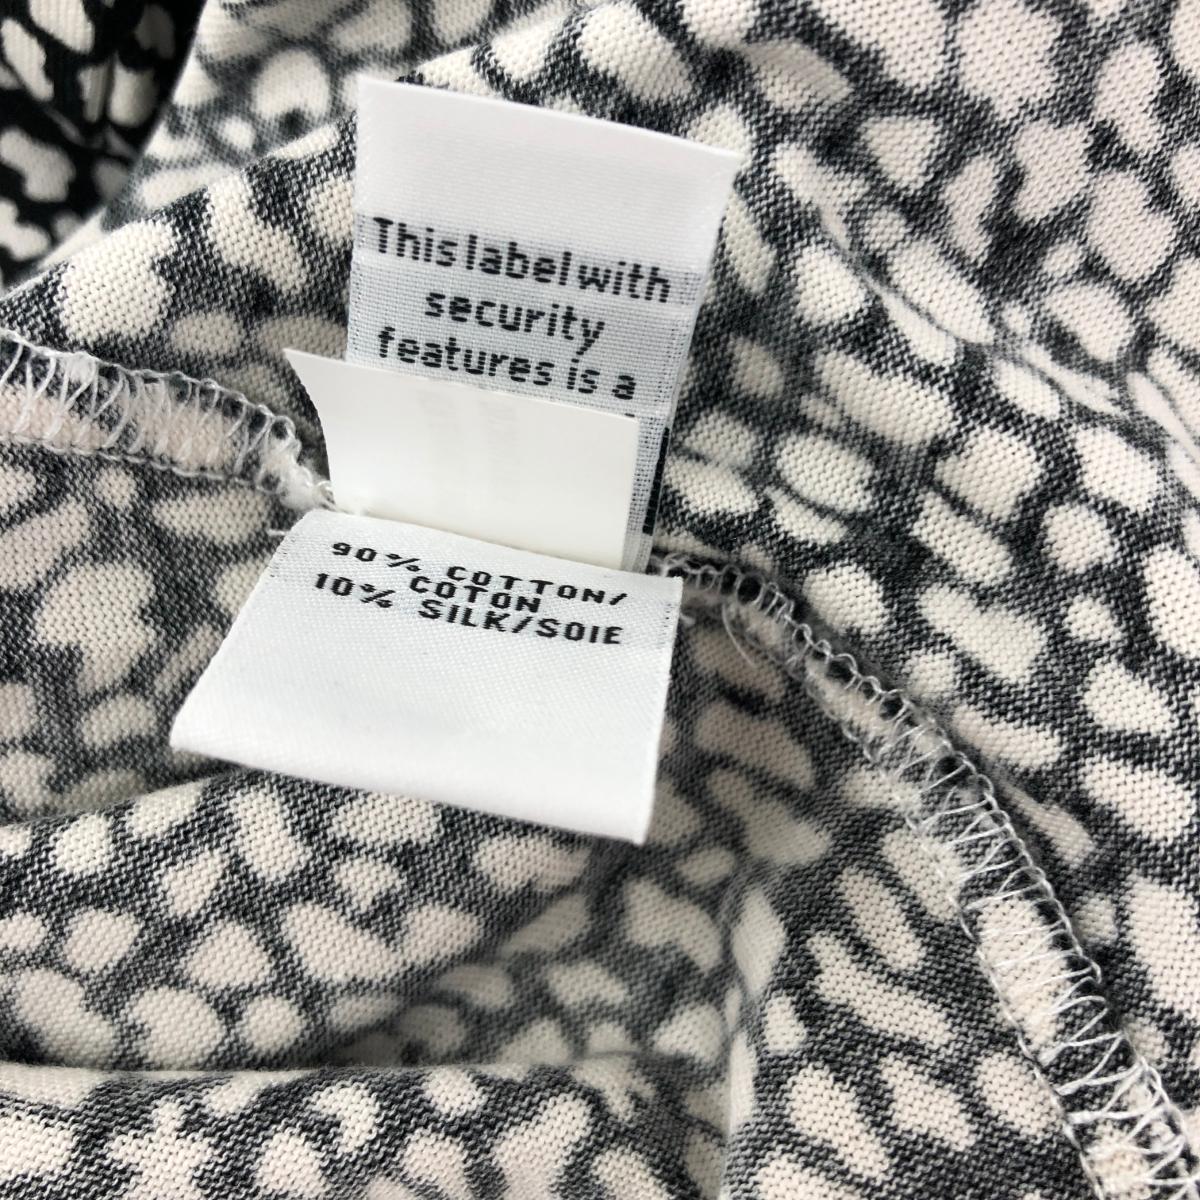 This label with
security
features is a
90% COTTON/
COTON
10% SILK/SOIE